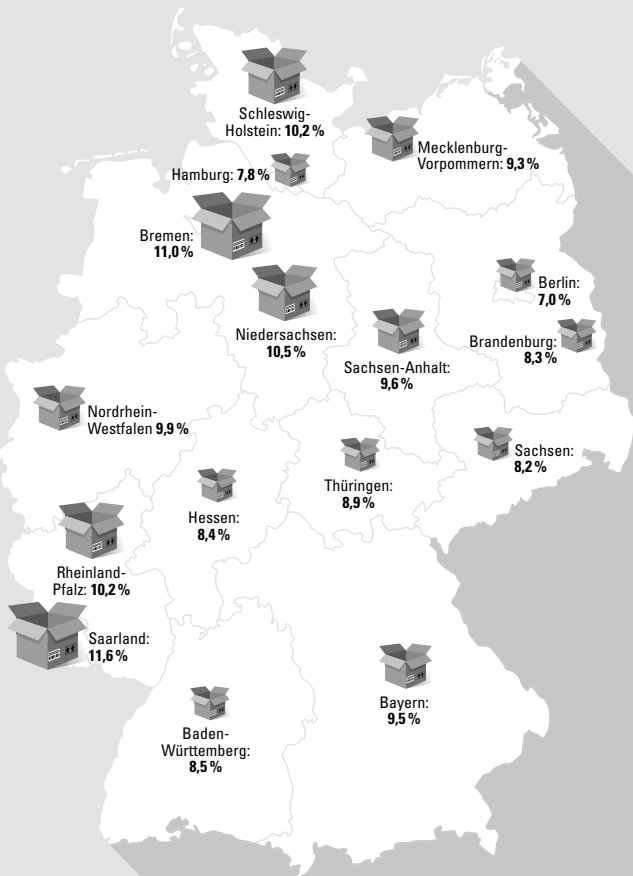 Schleswig-
Holstein: 10,2 %
Mecklenburg-
Vorpommern: 9,3 %
Hamburg: 7,8 %
Bremen:
11,0 %
Berlin:
7,0 %
Niedersachsen:
10,5 %
Brandenburg:
8,3 %
Sachsen-Anhalt:
9,6 %
Nordrhein-
Westfalen 9,9 %
Sachsen:
8,2 %
Thüringen:
8,9 %
Hessen:
8,4 %
Rheinland-
Pfalz: 10,2 %
Saarland:
11,6 %
Bayern:
9,5 %
Baden-
Württemberg:
8,5 %